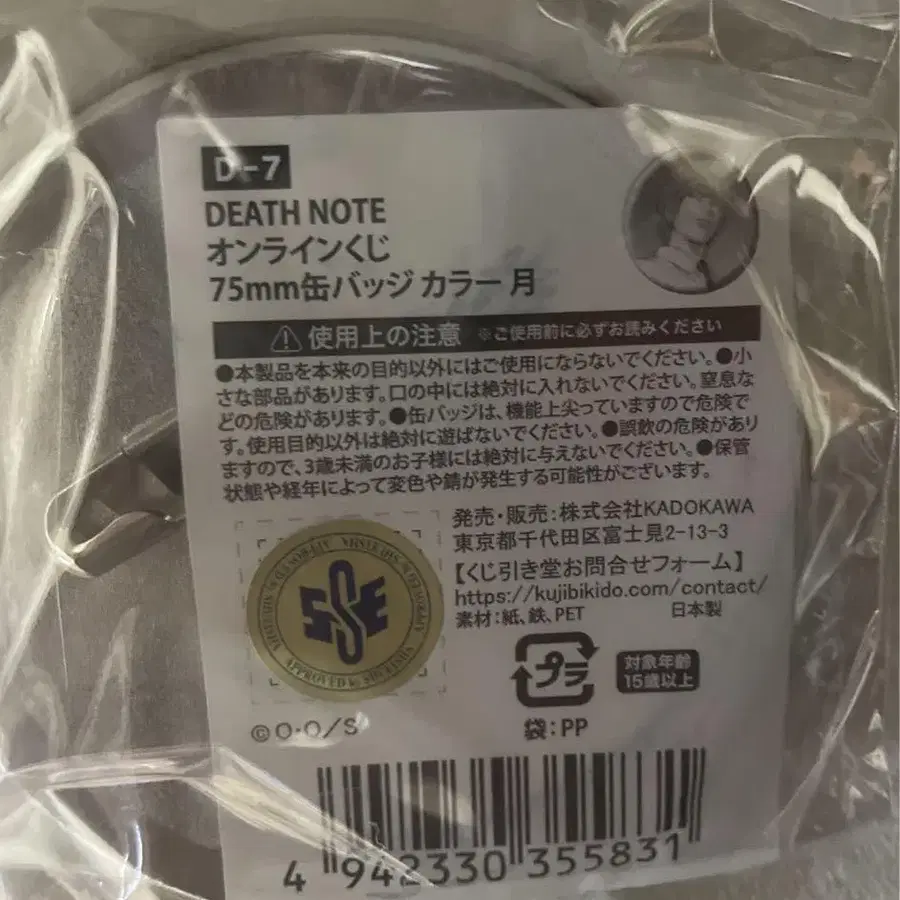 D-7
DEATH NOTE
オンラインくじ
75mm缶バッジ カラー 月
使用上の注意 ※ご使用前に必ずお読みください
●本製品を本来の目的以外にはご使用にならないでください。●小
さな部品があります。口の中には絶対に入れないでください。窒息な
どの危険があります。●缶バッジは、機能上尖っていますので危険で
す。使用目的以外は絶対に遊ばないでください。●誤飲の危険があり
ますので、3歳未満のお子様には絶対に与えないでください。●保管
状態や経年によって変色や錆が発生する可能性がございます。
発売・販売:株式会社KADOKAWA
東京都千代田区富士見2-13-3
【くじ引き堂お問合せフォーム】
https://kujibikido.com/contact/
素材:紙、鉄、PET 日本製
プラ
対象年齢
15歳以上
袋:PP
SSE
APPROVED by SHUEISHA
©O・O/S
4 942330 355831